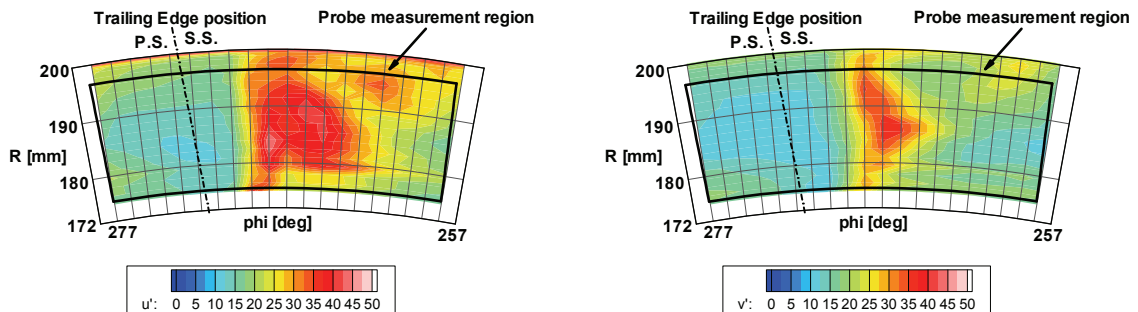 Trailing Edge position
Probe measurement region
P.S.
S.S.
200
190
R [mm]
180
172
277
phi [deg]
257
u': 0 5 10 15 20 25 30 35 40 45 50
Trailing Edge position
Probe measurement region
P.S.
S.S.
200
190
R [mm]
180
172
277
phi [deg]
257
v': 0 5 10 15 20 25 30 35 40 45 50